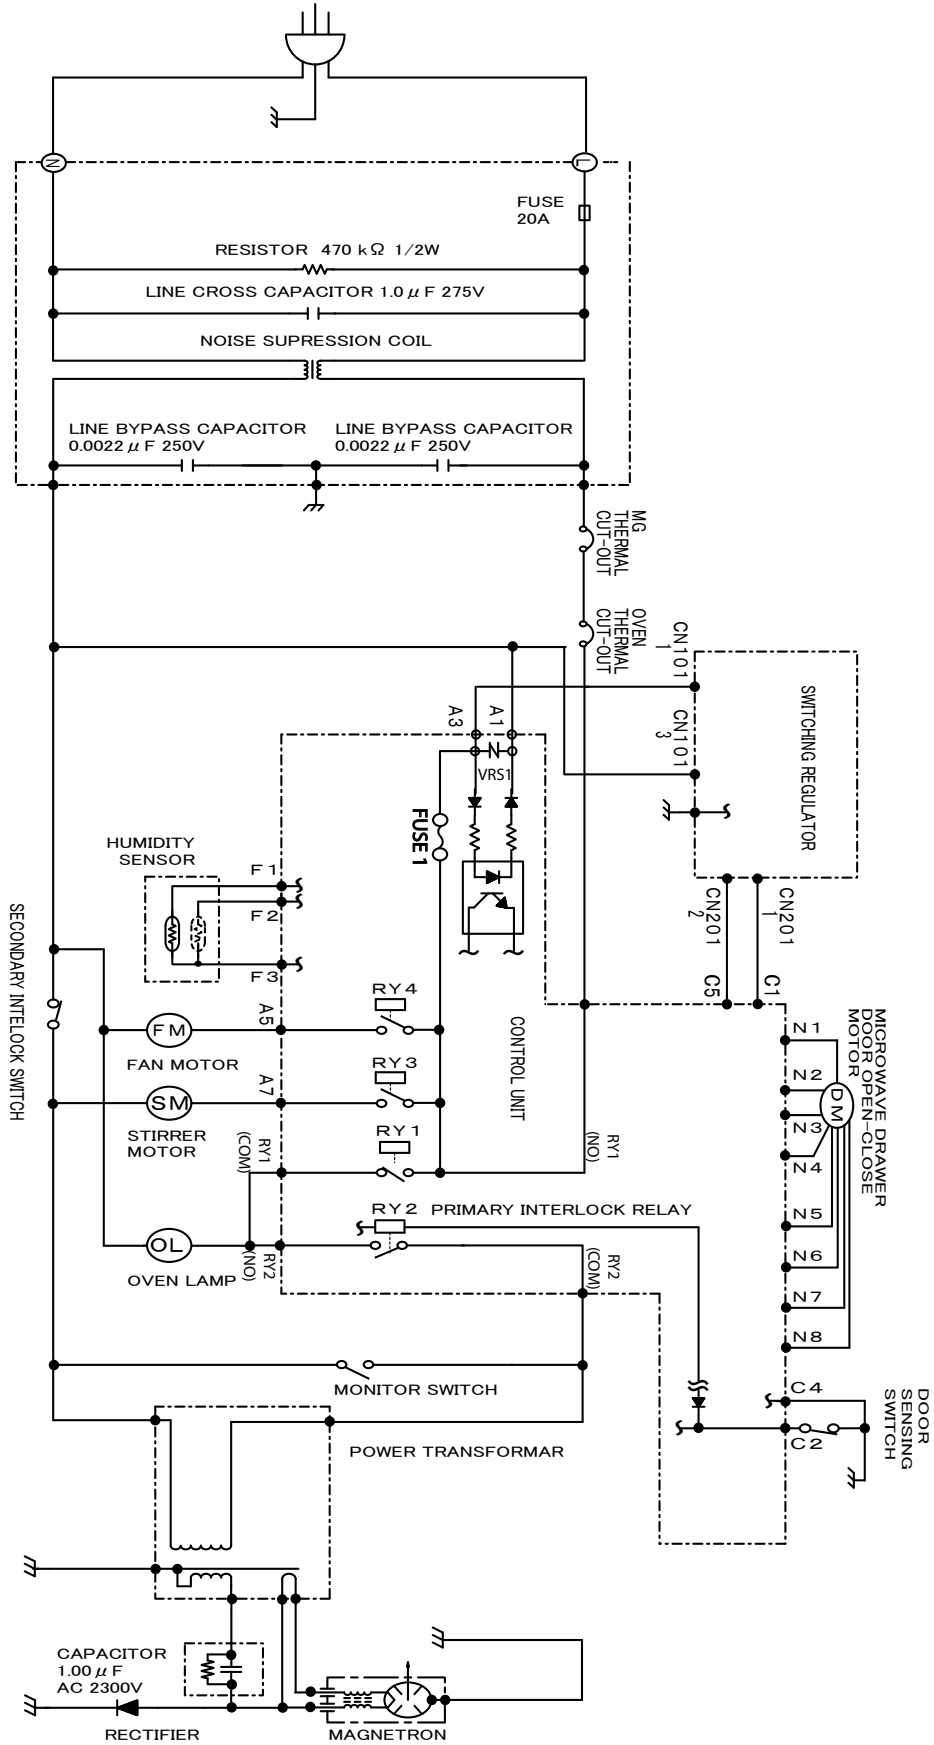 N
L
FUSE
20A
RESISTOR 470 kΩ 1/2W
LINE CROSS CAPACITOR 1.0 μF 275V
NOISE SUPRESSION COIL
LINE BYPASS CAPACITOR
0.0022 μF 250V
LINE BYPASS CAPACITOR
0.0022 μF 250V
MG
THERMAL
CUT-OUT
OVEN
THERMAL
CUT-OUT
CN101
1
CN101
3
SWITCHING REGULATOR
A3
A1
VRS1
FUSE1
HUMIDITY
SENSOR
F1
F2
F3
CN201
2
CN201
1
C5
C1
SECONDARY INTELOCK SWITCH
A5
RY4
FM
FAN MOTOR
CONTROL UNIT
N1
N2
N3
N4
N5
N6
N7
N8
DM
MICROWAVE DRAWER
DOOR OPEN-CLOSE
MOTOR
A7
RY3
SM
STIRRER
MOTOR
RY1
(COM)
RY1
RY1
(NO)
RY2 PRIMARY INTERLOCK RELAY
OL
OVEN LAMP
RY2
(NO)
RY2
(COM)
MONITOR SWITCH
C4
C2
DOOR
SENSING
SWITCH
POWER TRANSFORMAR
CAPACITOR
1.00 μF
AC 2300V
RECTIFIER
MAGNETRON